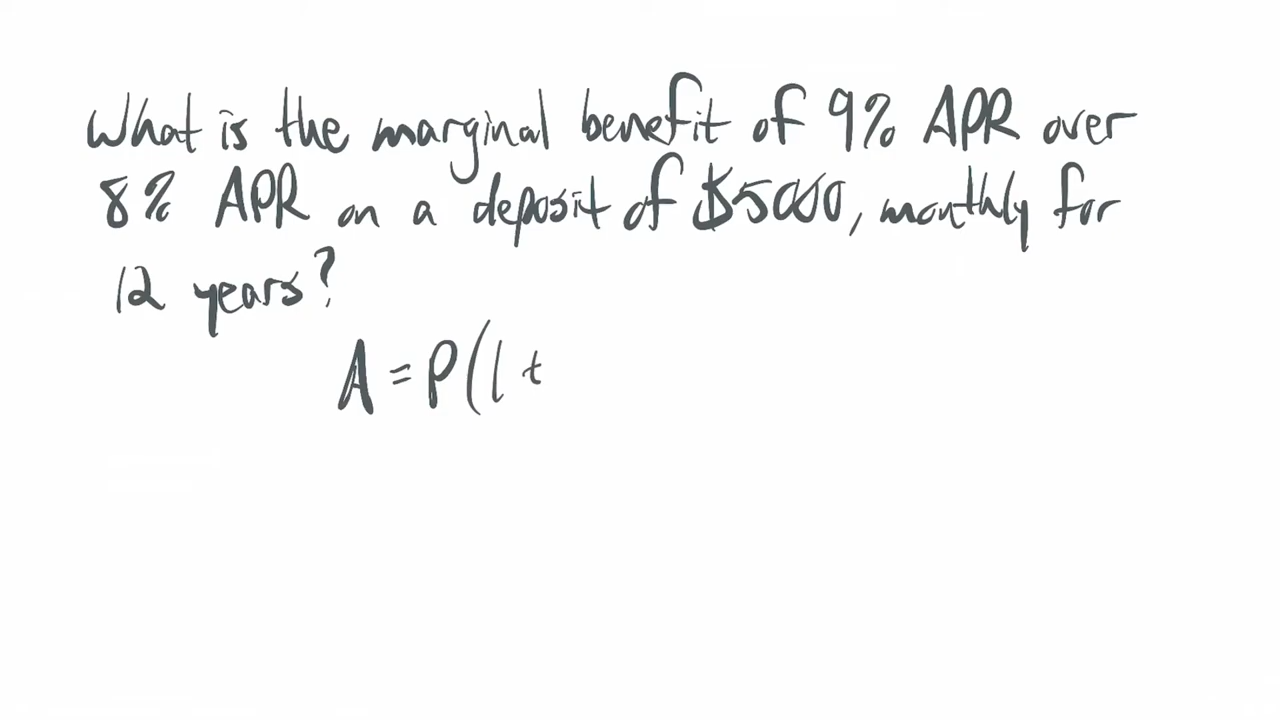 What is the marginal benefit of 9% APR over
8% APR on a deposit of $5000, monthly for
12 years?
A = P(1 +